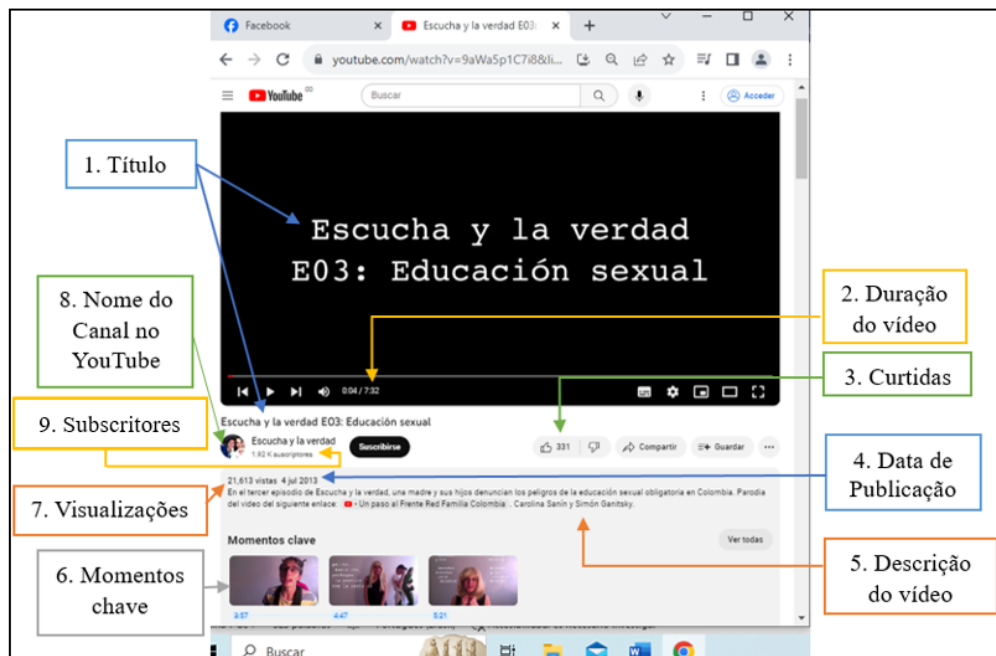 Facebook
Escucha y la verdad E03:
youtube.com/watch?v=9aWa5p1C7i8&li...
YouTube CO
Buscar
Acceder
1. Título
Escucha y la verdad
E03: Educación sexual
8. Nome do
Canal no
YouTube
2. Duração
do vídeo
0:04 / 7:32
3. Curtidas
9. Subscritores
Escucha y la verdad E03: Educación sexual
Escucha y la verdad
1.92 K suscriptores
Suscribirse
331
Compartir
Guardar
4. Data de
Publicação
7. Visualizações
21,613 vistas 4 jul 2013
En el tercer episodio de Escucha y la verdad, una madre y sus hijos denuncian los peligros de la educación sexual obligatoria en Colombia. Parodia
del video del siguiente enlace: - Un paso al Frente Red Familia Colombia . Carolina Sanín y Simón Ganitsky.
Momentos clave
Ver todas
6. Momentos
chave
5. Descrição
do vídeo
3:57
4:47
5:21
Buscar